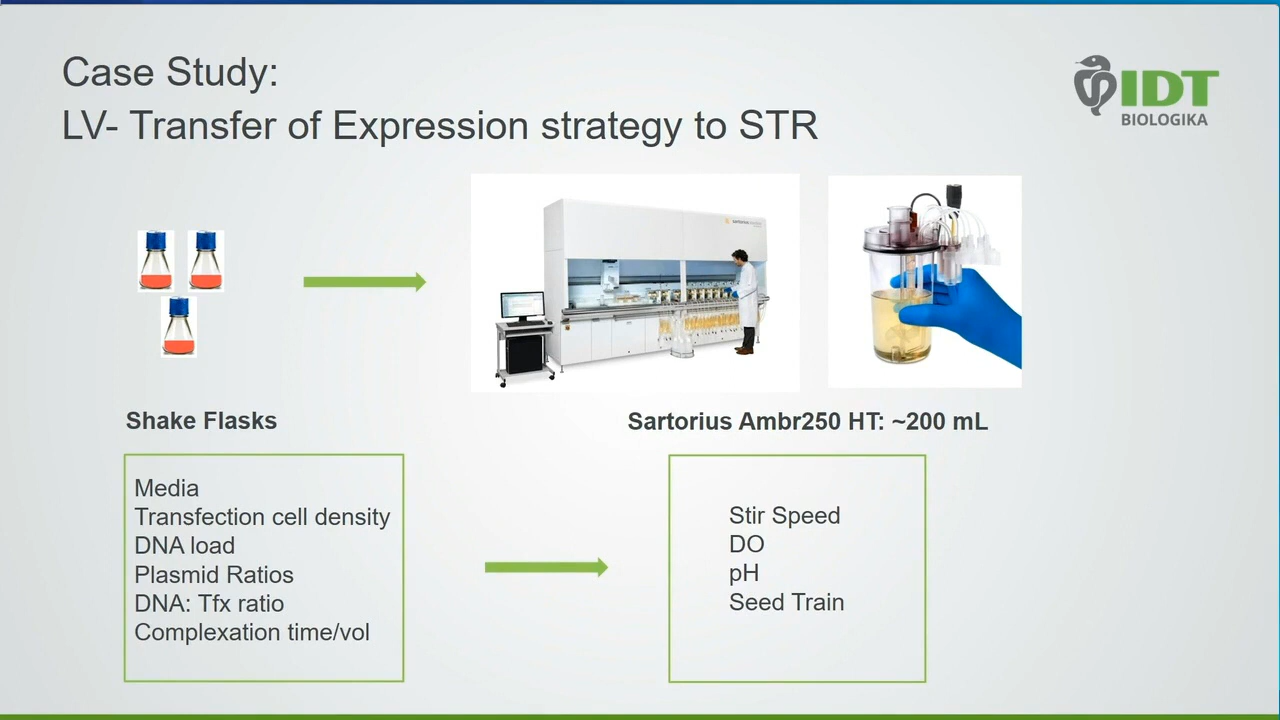 Case Study:
LV- Transfer of Expression strategy to STR
IDT
BIOLOGIKA
Shake Flasks
Sartorius Ambr250 HT: ~200 mL
Media
Transfection cell density
DNA load
Plasmid Ratios
DNA: Tfx ratio
Complexation time/vol
Stir Speed
DO
pH
Seed Train